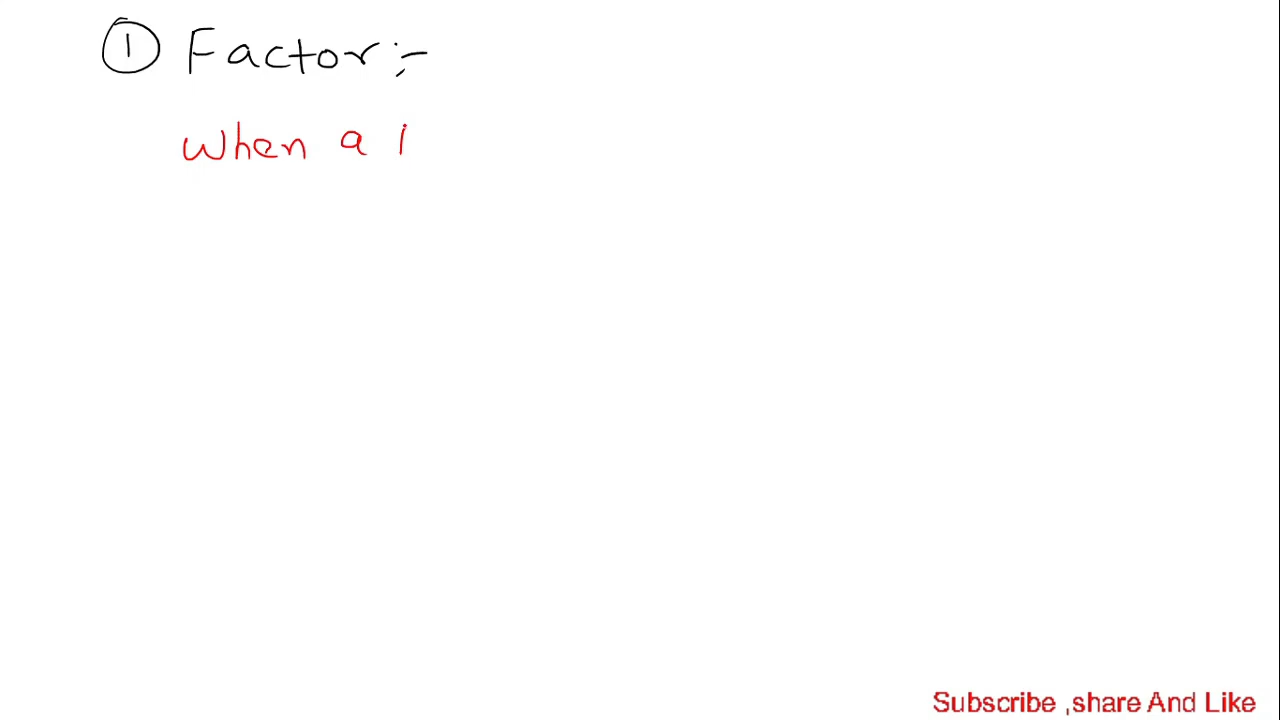 ① Factor:-
When a
Subscribe ,share And Like